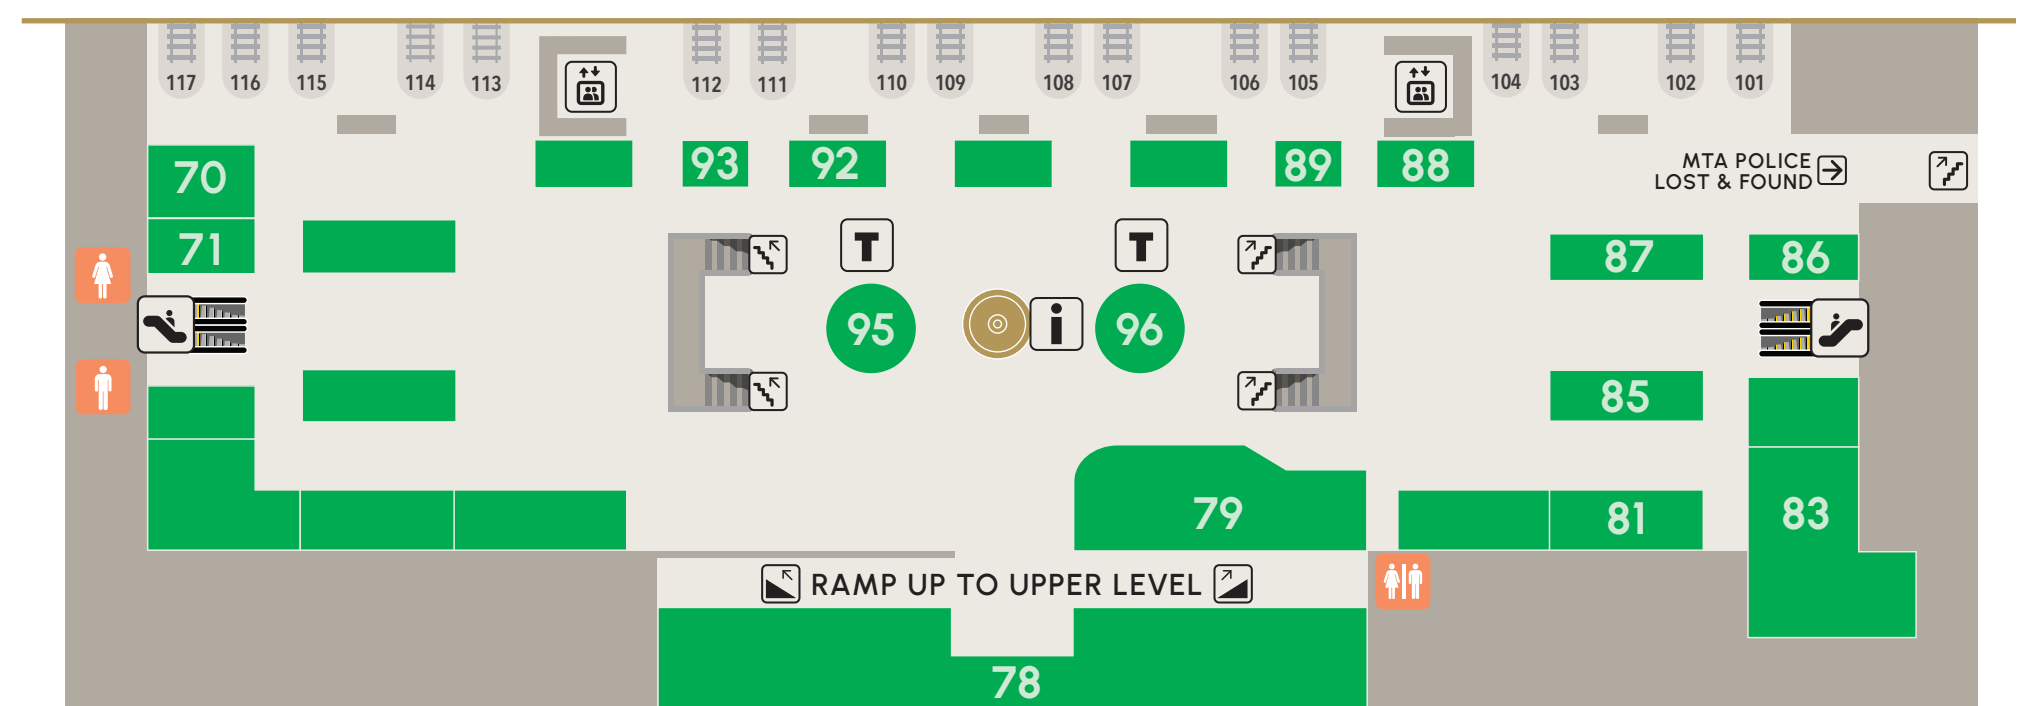 117 116 115 114 113 112 111 110 109 108 107 106 105 104 103 102 101
70 93 92 89 88 MTA POLICE
LOST & FOUND
71 T T 87 86
95 i 96
85
79 81 83
RAMP UP TO UPPER LEVEL
78